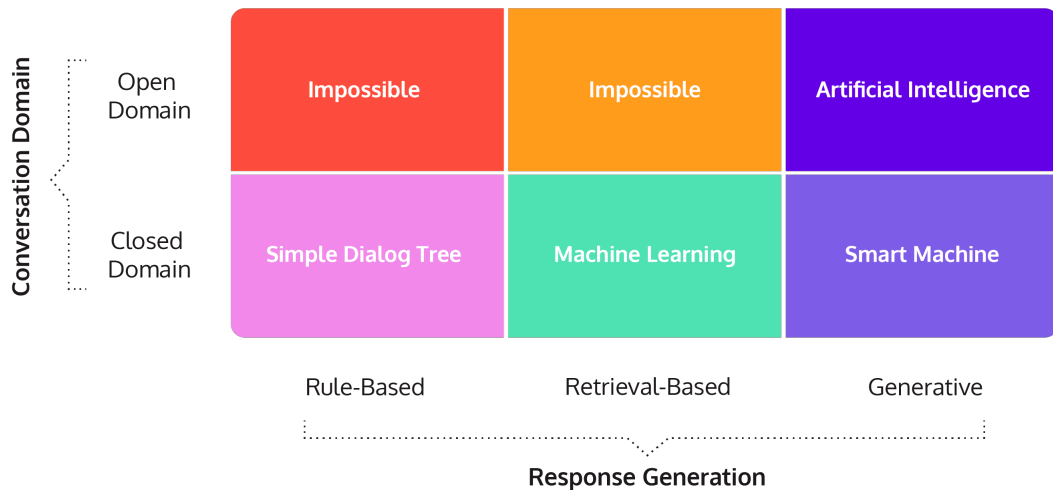 Conversation Domain
Open
Domain
Impossible
Impossible
Artificial Intelligence
Closed
Domain
Simple Dialog Tree
Machine Learning
Smart Machine
Rule-Based
Retrieval-Based
Generative
Response Generation